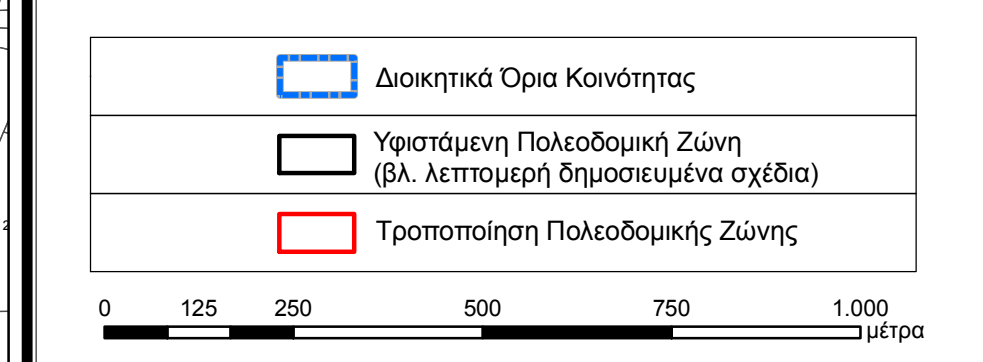 Διοικητικά Όρια Κοινότητας
Υφιστάμενη Πολεοδομική Ζώνη
(βλ. λεπτομερή δημοσιευμένα σχέδια)
Τροποποίηση Πολεοδομικής Ζώνης
0 125 250 500 750 1.000
μέτρα
2